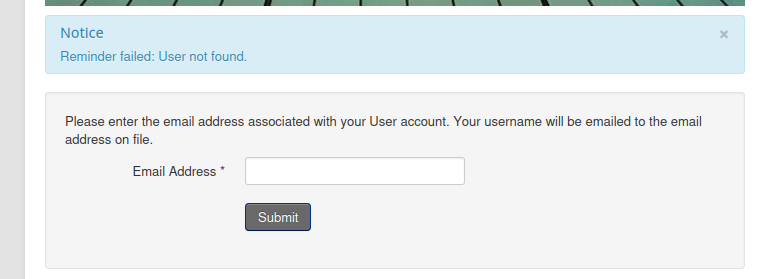 Notice
×
Reminder failed: User not found.
Please enter the email address associated with your User account. Your username will be emailed to the email
address on file.
Email Address *
Submit